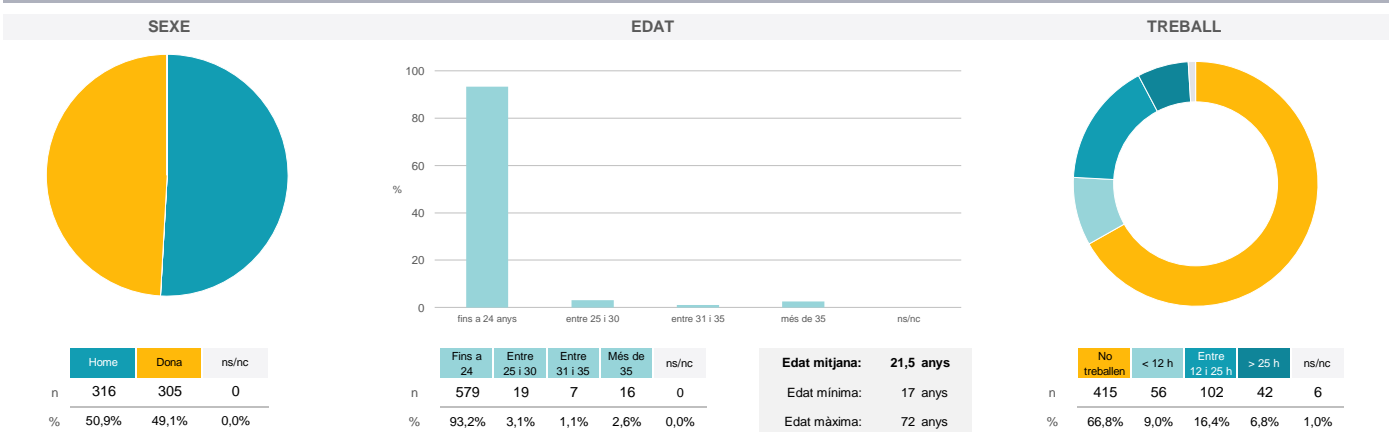 SEXE
EDAT
TREBALL
100
80
60
%
40
20
0
fins a 24 anys
entre 25 i 30
entre 31 i 35
més de 35
ns/nc
Home Dona ns/nc
n 316 305 0
% 50,9% 49,1% 0,0%
Fins a 24 Entre 25 i 30 Entre 31 i 35 Més de 35 ns/nc
n 579 19 7 16 0
% 93,2% 3,1% 1,1% 2,6% 0,0%
Edat mitjana: 21,5 anys
Edat mínima: 17 anys
Edat màxima: 72 anys
No treballen < 12 h Entre 12 i 25 h > 25 h ns/nc
n 415 56 102 42 6
% 66,8% 9,0% 16,4% 6,8% 1,0%